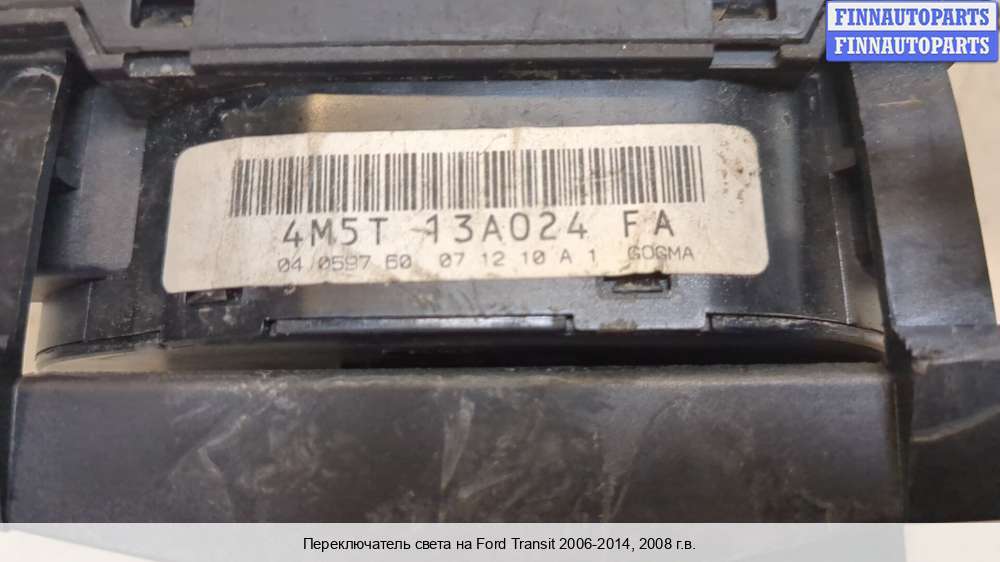 FINNAUTOPARTS
FINNAUTOPARTS
4M5T 13A024 FA
04 0597 60 07 12 10 A 1 GOGMA
Переключатель света на Ford Transit 2006-2014, 2008 г.в.